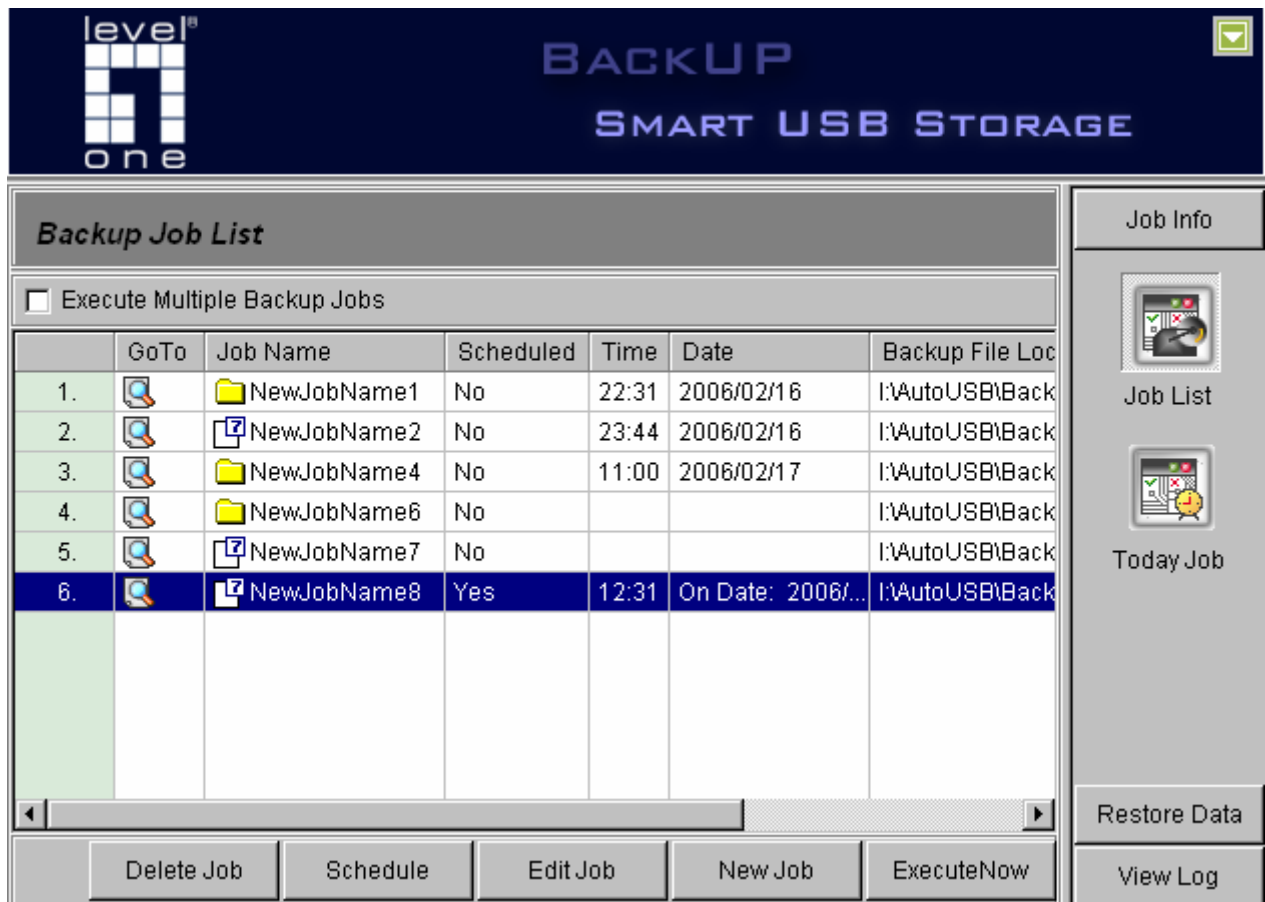 level®
one
BACKUP
SMART USB STORAGE
Backup Job List
Execute Multiple Backup Jobs
GoTo Job Name Scheduled Time Date Backup File Loc
1. NewJobName1 No 22:31 2006/02/16 I:\AutoUSB\Back
2. NewJobName2 No 23:44 2006/02/16 I:\AutoUSB\Back
3. NewJobName4 No 11:00 2006/02/17 I:\AutoUSB\Back
4. NewJobName6 No I:\AutoUSB\Back
5. NewJobName7 No I:\AutoUSB\Back
6. NewJobName8 Yes 12:31 On Date: 2006/... I:\AutoUSB\Back
Delete Job Schedule Edit Job New Job ExecuteNow
Job Info
Job List
Today Job
Restore Data
View Log